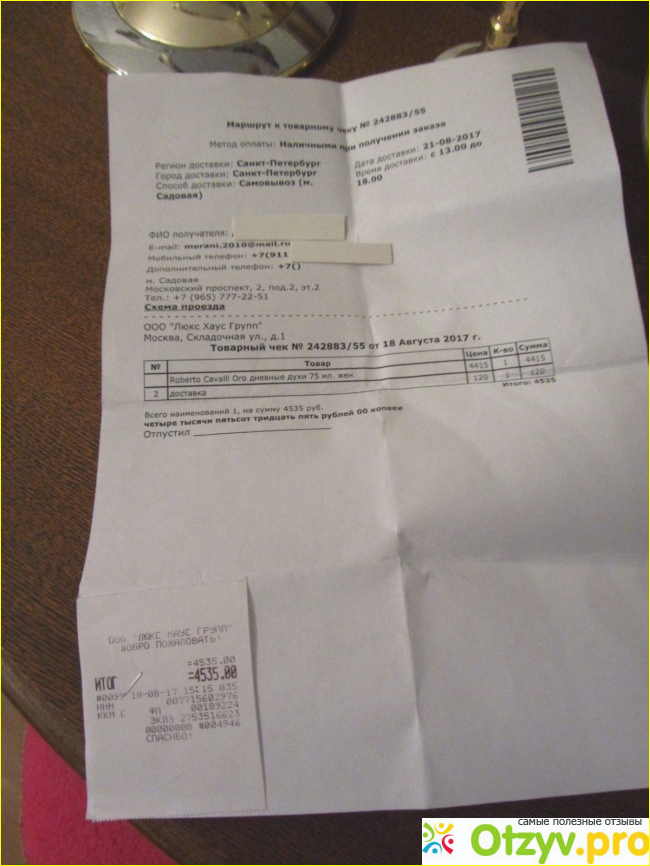 Маршрут к товарному чеку № 242883/55
Метод оплаты: Наличными при получении заказа
Регион доставки: Санкт-Петербург
Город доставки: Санкт-Петербург
Способ доставки: Самовывоз (м. Садовая)
Дата доставки: 21-08-2017
Время доставки: с 13.00 до
18.00
ФИО получателя:
E-mail: merani.2010@mail.ru
Мобильный телефон: +7(911
Дополнительный телефон: +7()
м. Садовая
Московский проспект, 2, под.2, эт.2
Тел.: +7 (965) 777-22-51
Схема проезда
ООО "Люкс Хаус Групп"
Москва, Складочная ул., д.1
Товарный чек № 242883/55 от 18 Августа 2017 г.
№ Товар Цена К-во Сумма
Roberto Cavalli Oro дневные духи 75 мл. жен 4415 1 4415
2 доставка 120 1 120
Итого: 4535
Всего наименований 1, на сумму 4535 руб.
четыре тысячи пятьсот тридцать пять рублей 00 копеек
Отпустил
ООО "ЛЮКС ХАУС ГРУПП"
ДОБРО ПОЖАЛОВАТЬ!
=4535.00
ИТОГ =4535.00
18-08-17 15:15 035
ИНН 007715602976
ККМ С ФП 00189224
ЭКЛЗ 2753516623
00000008 #004946
СПАСИБО!
самые полезные отзывы
Otzyv.pro